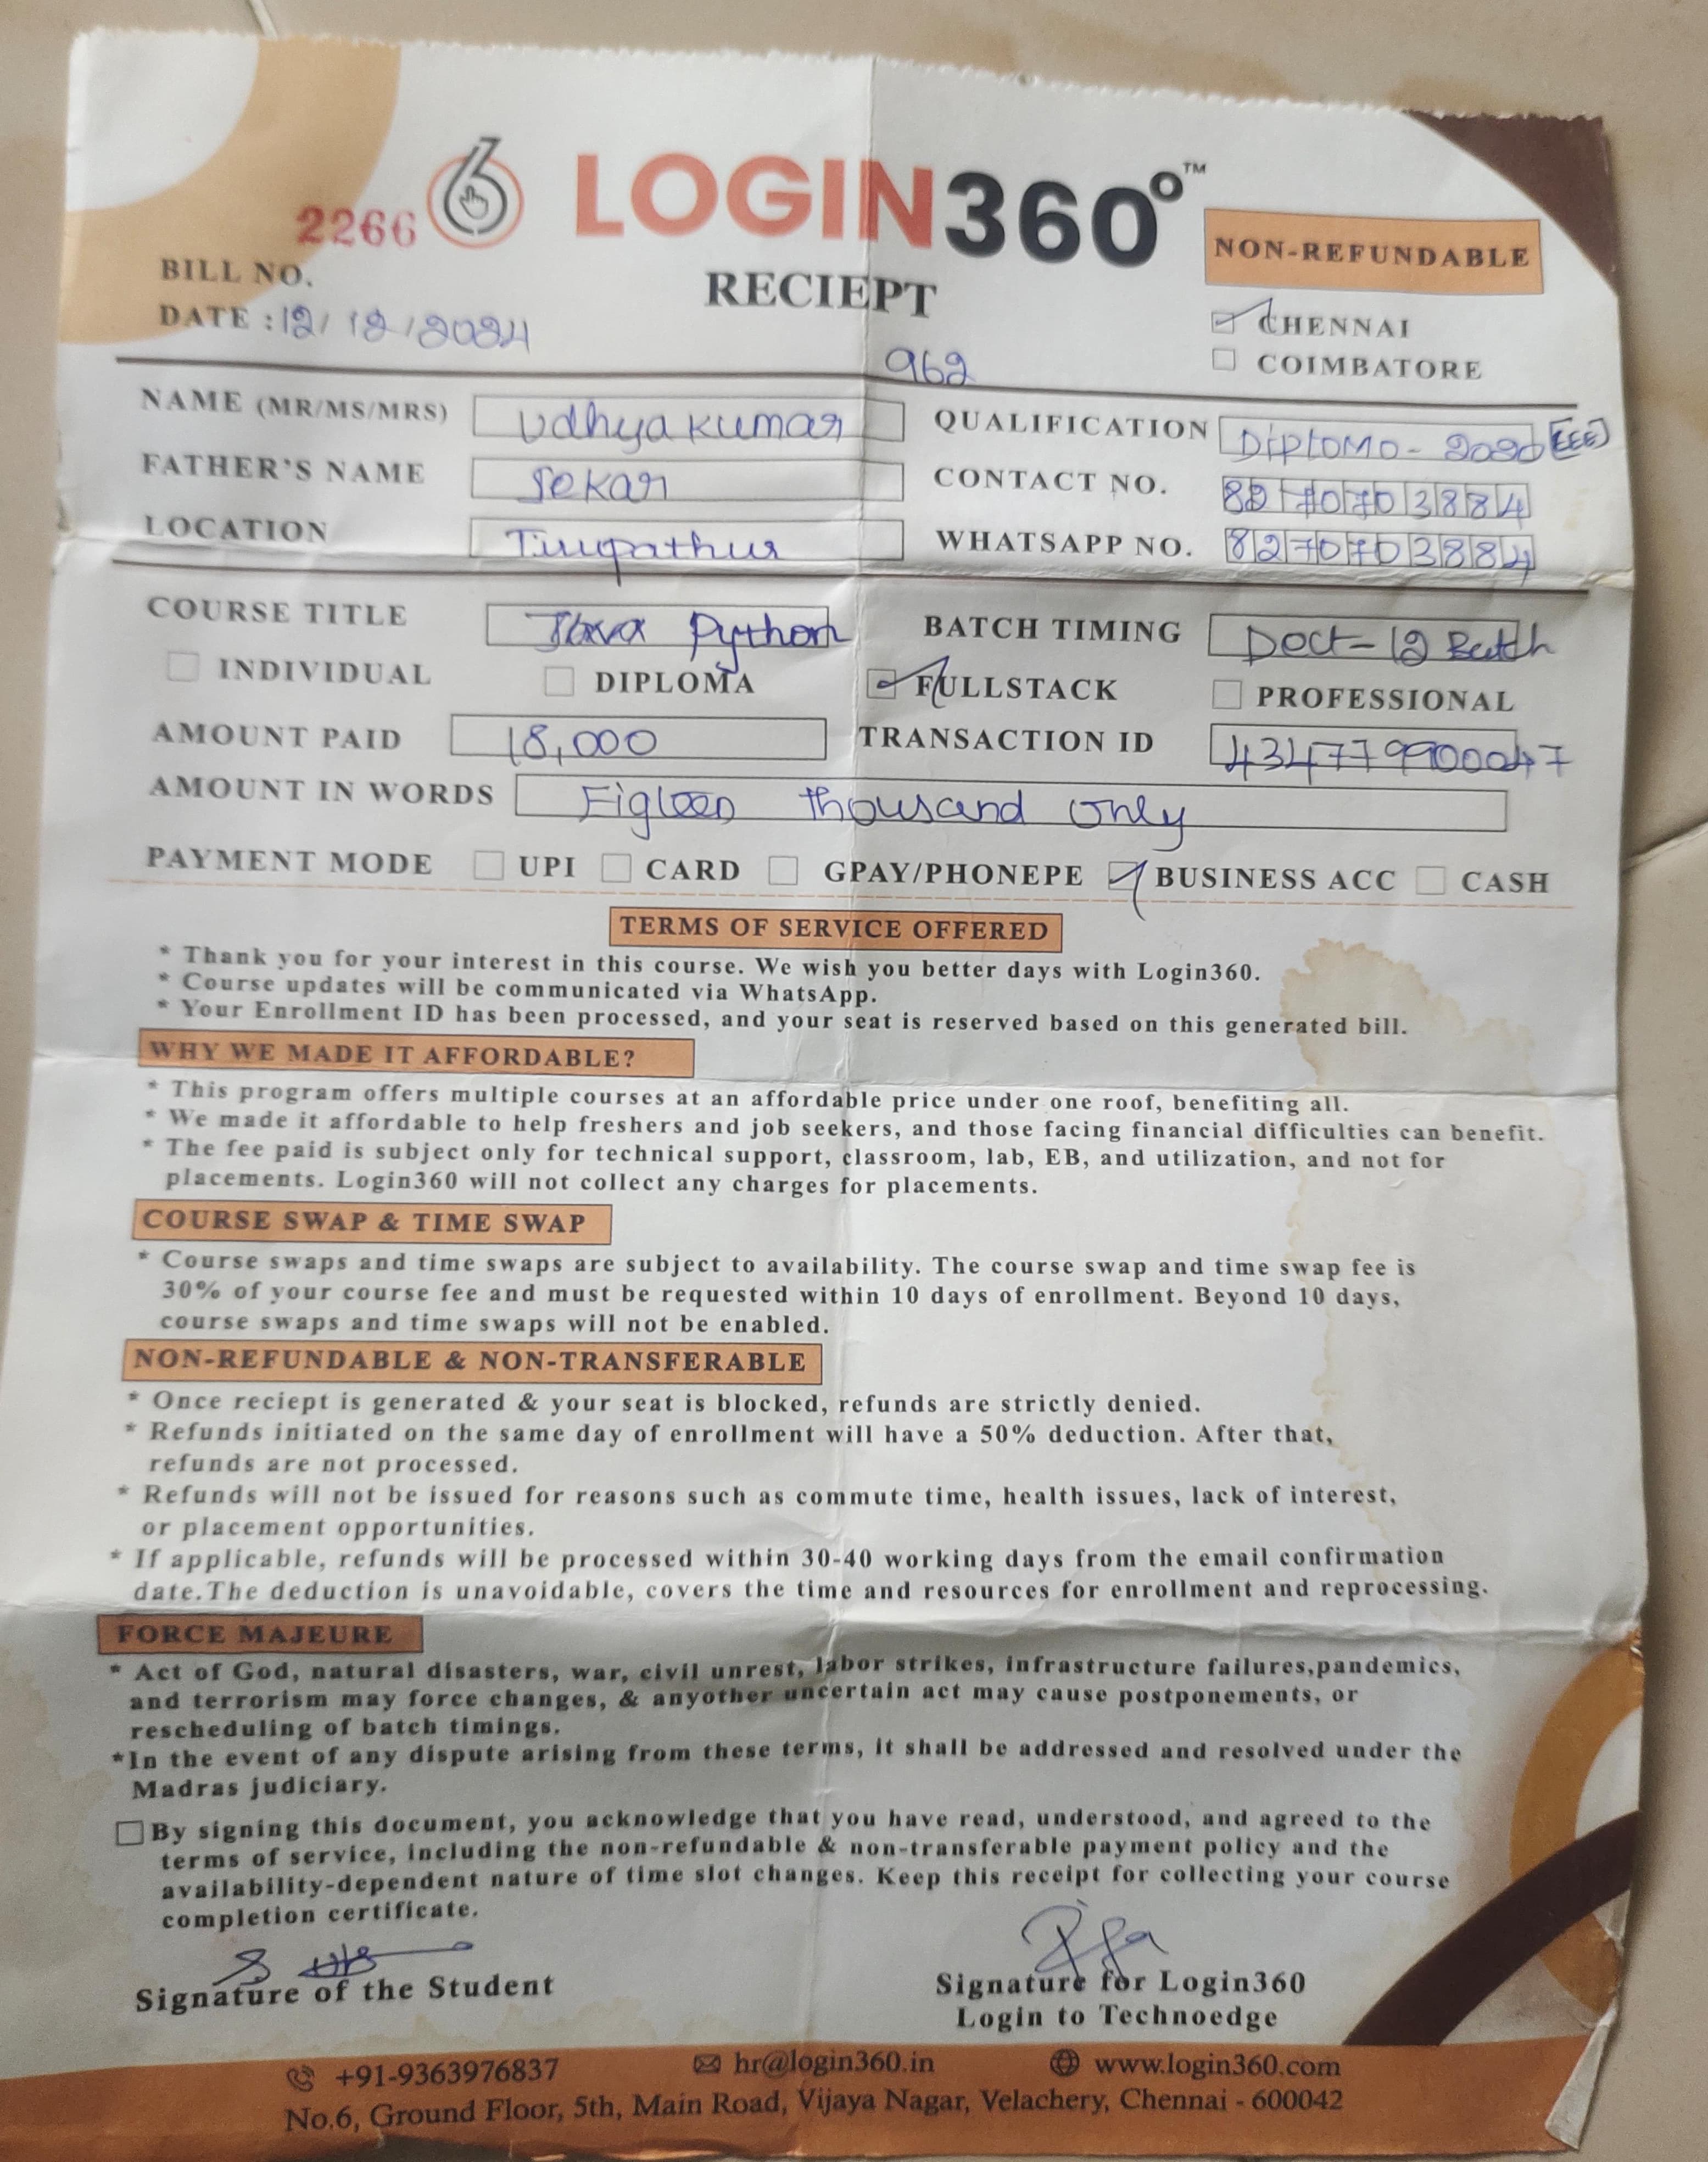 2266 LOGIN360° ™
NON-REFUNDABLE
BILL NO.
RECIEPT
DATE : 12/12/2024
CHENNAI
962
COIMBATORE
NAME (MR/MS/MRS) Udhyakumar
QUALIFICATION DIPLOMO - 2020 [EEE]
FATHER'S NAME Sekar
CONTACT NO. 8270703884
LOCATION Tirupathur
WHATSAPP NO. 8270703884
COURSE TITLE Java Python
BATCH TIMING Dect-12 Batch
INDIVIDUAL DIPLOMA FULLSTACK PROFESSIONAL
AMOUNT PAID 18,000
TRANSACTION ID 434779900047
AMOUNT IN WORDS Eigteen thousand only
PAYMENT MODE UPI CARD GPAY/PHONEPE BUSINESS ACC CASH
TERMS OF SERVICE OFFERED
* Thank you for your interest in this course. We wish you better days with Login360.
* Course updates will be communicated via WhatsApp.
* Your Enrollment ID has been processed, and your seat is reserved based on this generated bill.
WHY WE MADE IT AFFORDABLE?
* This program offers multiple courses at an affordable price under one roof, benefiting all.
* We made it affordable to help freshers and job seekers, and those facing financial difficulties can benefit.
* The fee paid is subject only for technical support, classroom, lab, EB, and utilization, and not for
placements. Login360 will not collect any charges for placements.
COURSE SWAP & TIME SWAP
* Course swaps and time swaps are subject to availability. The course swap and time swap fee is
30% of your course fee and must be requested within 10 days of enrollment. Beyond 10 days,
course swaps and time swaps will not be enabled.
NON-REFUNDABLE & NON-TRANSFERABLE
* Once reciept is generated & your seat is blocked, refunds are strictly denied.
* Refunds initiated on the same day of enrollment will have a 50% deduction. After that,
refunds are not processed.
* Refunds will not be issued for reasons such as commute time, health issues, lack of interest,
or placement opportunities.
* If applicable, refunds will be processed within 30-40 working days from the email confirmation
date.The deduction is unavoidable, covers the time and resources for enrollment and reprocessing.
FORCE MAJEURE
* Act of God, natural disasters, war, civil unrest, labor strikes, infrastructure failures,pandemics,
and terrorism may force changes, & anyother uncertain act may cause postponements, or
rescheduling of batch timings.
*In the event of any dispute arising from these terms, it shall be addressed and resolved under the
Madras judiciary.
By signing this document, you acknowledge that you have read, understood, and agreed to the
terms of service, including the non-refundable & non-transferable payment policy and the
availability-dependent nature of time slot changes. Keep this receipt for collecting your course
completion certificate.
Signature of the Student
Signature for Login360
Login to Technoedge
+91-9363976837 hr@login360.in www.login360.com
No.6, Ground Floor, 5th, Main Road, Vijaya Nagar, Velachery, Chennai - 600042